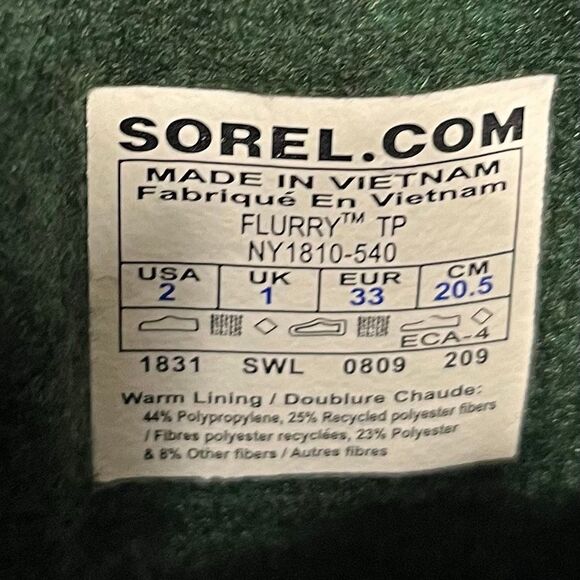 SOREL.COM
MADE IN VIETNAM
Fabriqué En Vietnam
FLURRY™ TP
NY1810-540
USA UK EUR CM
2 1 33 20.5
ECA-4
1831 SWL 0809 209
Warm Lining / Doublure Chaude:
44% Polypropylene, 25% Recycled polyester fibers
/ Fibres polyester recyclées, 23% Polyester
& 8% Other fibers / Autres fibres